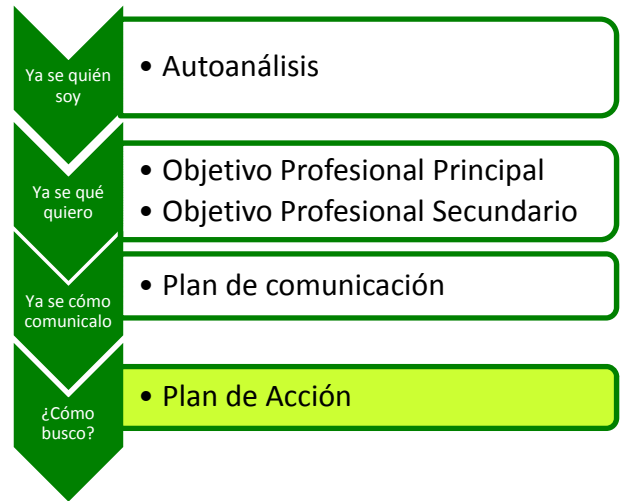 Ya se quién
soy
• Autoanálisis
Ya se qué
quiero
• Objetivo Profesional Principal
• Objetivo Profesional Secundario
Ya se cómo
comunicalo
• Plan de comunicación
¿Cómo
busco?
• Plan de Acción